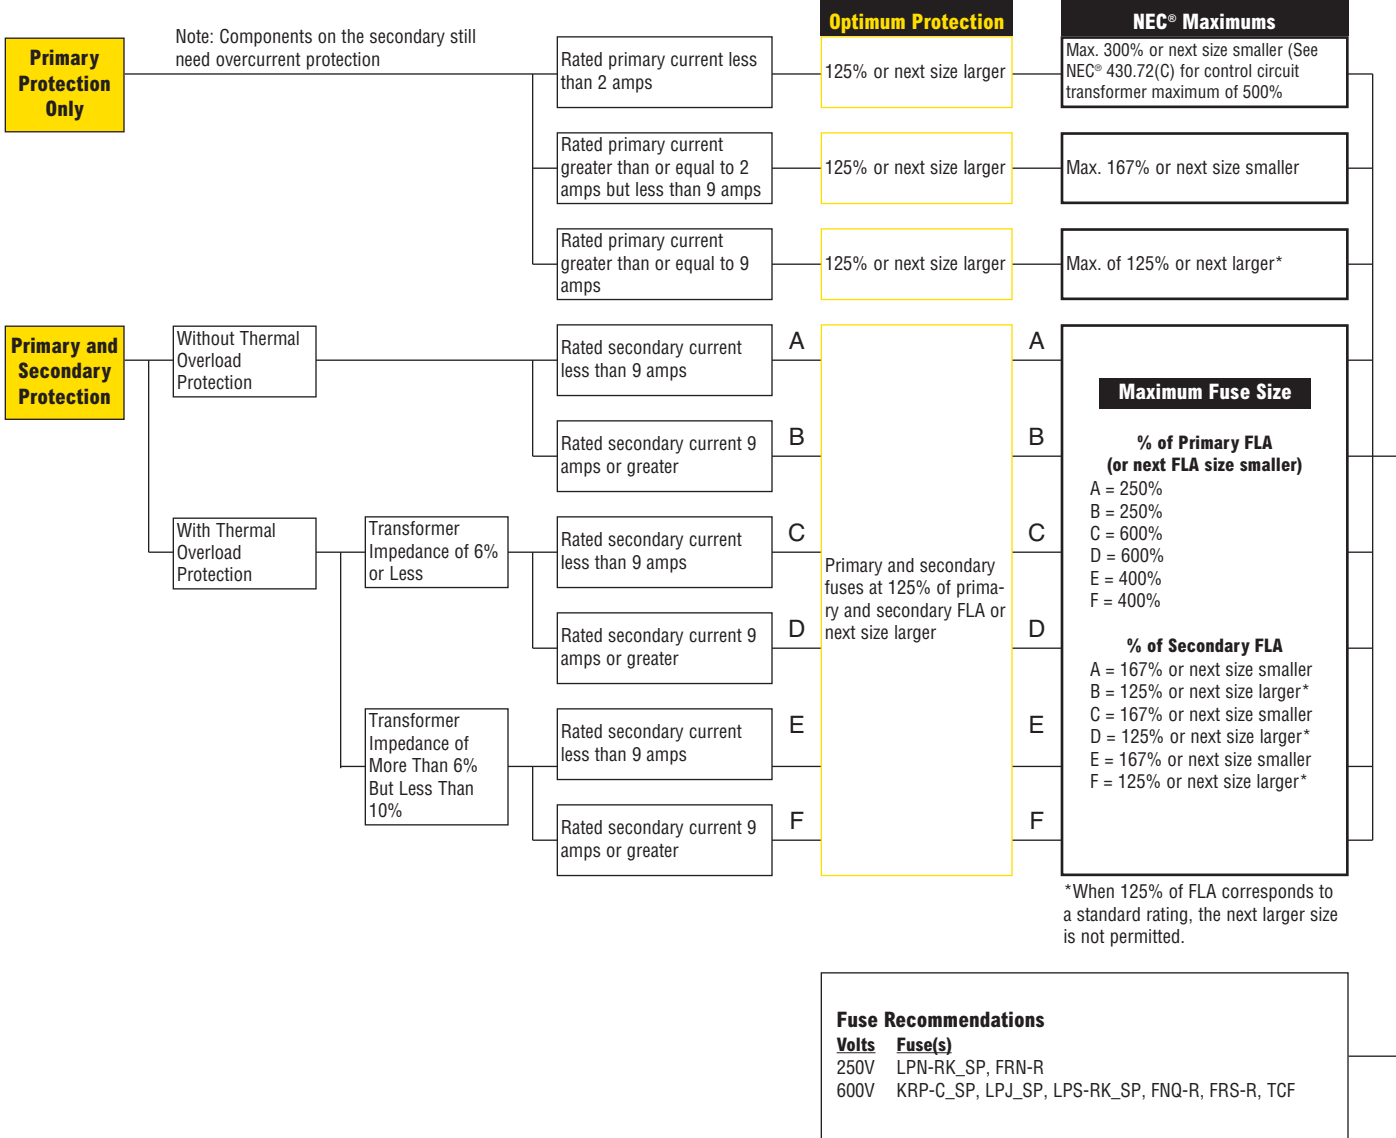 Optimum Protection
NEC® Maximums
Primary
Protection
Only
Note: Components on the secondary still
need overcurrent protection
Rated primary current less
than 2 amps
125% or next size larger
Max. 300% or next size smaller (See
NEC® 430.72(C) for control circuit
transformer maximum of 500%
Rated primary current
greater than or equal to 2
amps but less than 9 amps
125% or next size larger
Max. 167% or next size smaller
Rated primary current
greater than or equal to 9
amps
125% or next size larger
Max. of 125% or next larger*
Primary and
Secondary
Protection
Without Thermal
Overload
Protection
Rated secondary current
less than 9 amps
A
A
Rated secondary current 9
amps or greater
B
B
With Thermal
Overload
Protection
Transformer
Impedance of 6%
or Less
Rated secondary current
less than 9 amps
C
C
Rated secondary current 9
amps or greater
D
D
Transformer
Impedance of
More Than 6%
But Less Than
10%
Rated secondary current
less than 9 amps
E
E
Rated secondary current 9
amps or greater
F
F
Primary and secondary
fuses at 125% of prima-
ry and secondary FLA or
next size larger
Maximum Fuse Size
% of Primary FLA
(or next FLA size smaller)
A = 250%
B = 250%
C = 600%
D = 600%
E = 400%
F = 400%
% of Secondary FLA
A = 167% or next size smaller
B = 125% or next size larger*
C = 167% or next size smaller
D = 125% or next size larger*
E = 167% or next size smaller
F = 125% or next size larger*
*When 125% of FLA corresponds to
a standard rating, the next larger size
is not permitted.
Fuse Recommendations
Volts Fuse(s)
250V LPN-RK_SP, FRN-R
600V KRP-C_SP, LPJ_SP, LPS-RK_SP, FNQ-R, FRS-R, TCF